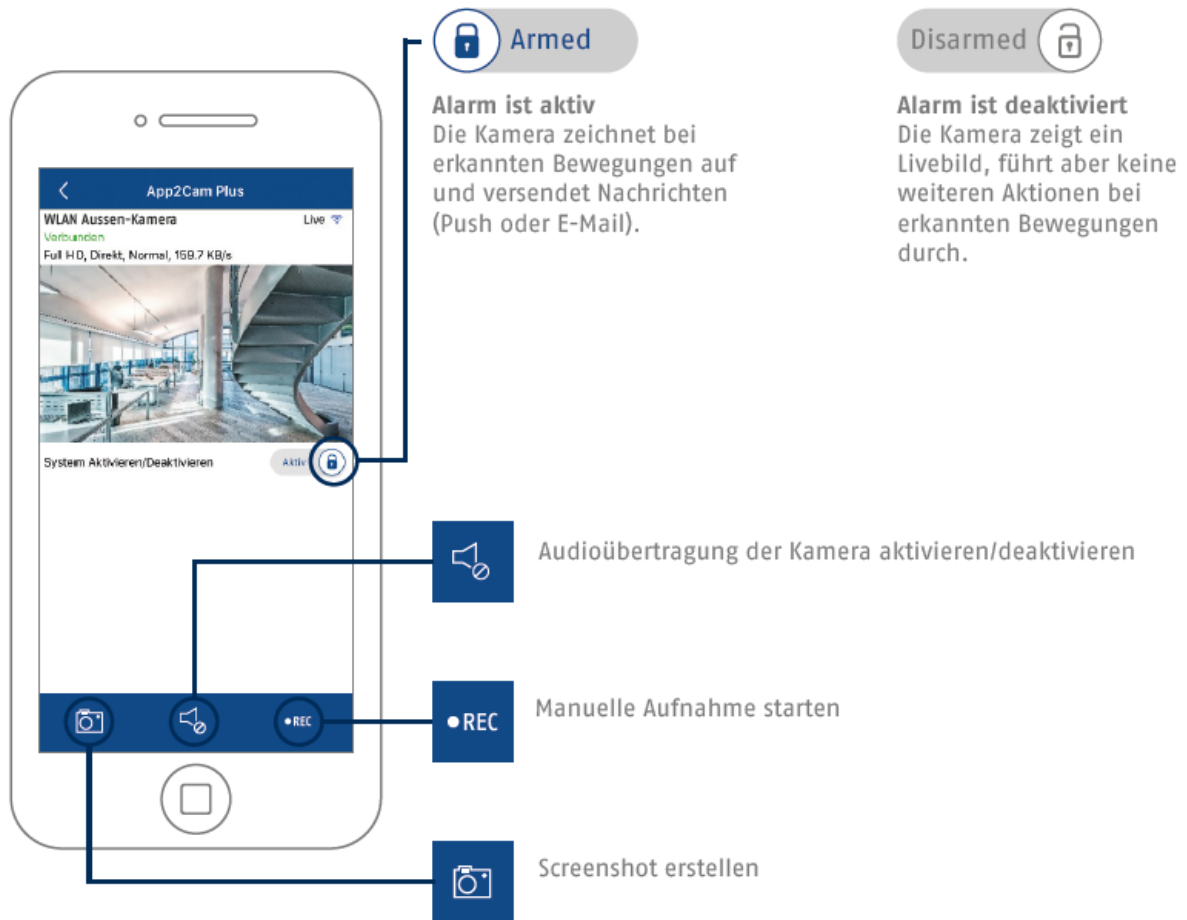 Armed
Alarm ist aktiv
Die Kamera zeichnet bei
erkannten Bewegungen auf
und versendet Nachrichten
(Push oder E-Mail).
Disarmed
Alarm ist deaktiviert
Die Kamera zeigt ein
Livebild, führt aber keine
weiteren Aktionen bei
erkannten Bewegungen
durch.
App2Cam Plus
WLAN Aussen-Kamera
Live
Verbunden
Full HD, Direkt, Normal, 159.7 KB/s
System Aktivieren/Deaktivieren
Aktiv
REC
Audioübertragung der Kamera aktivieren/deaktivieren
REC
Manuelle Aufnahme starten
Screenshot erstellen